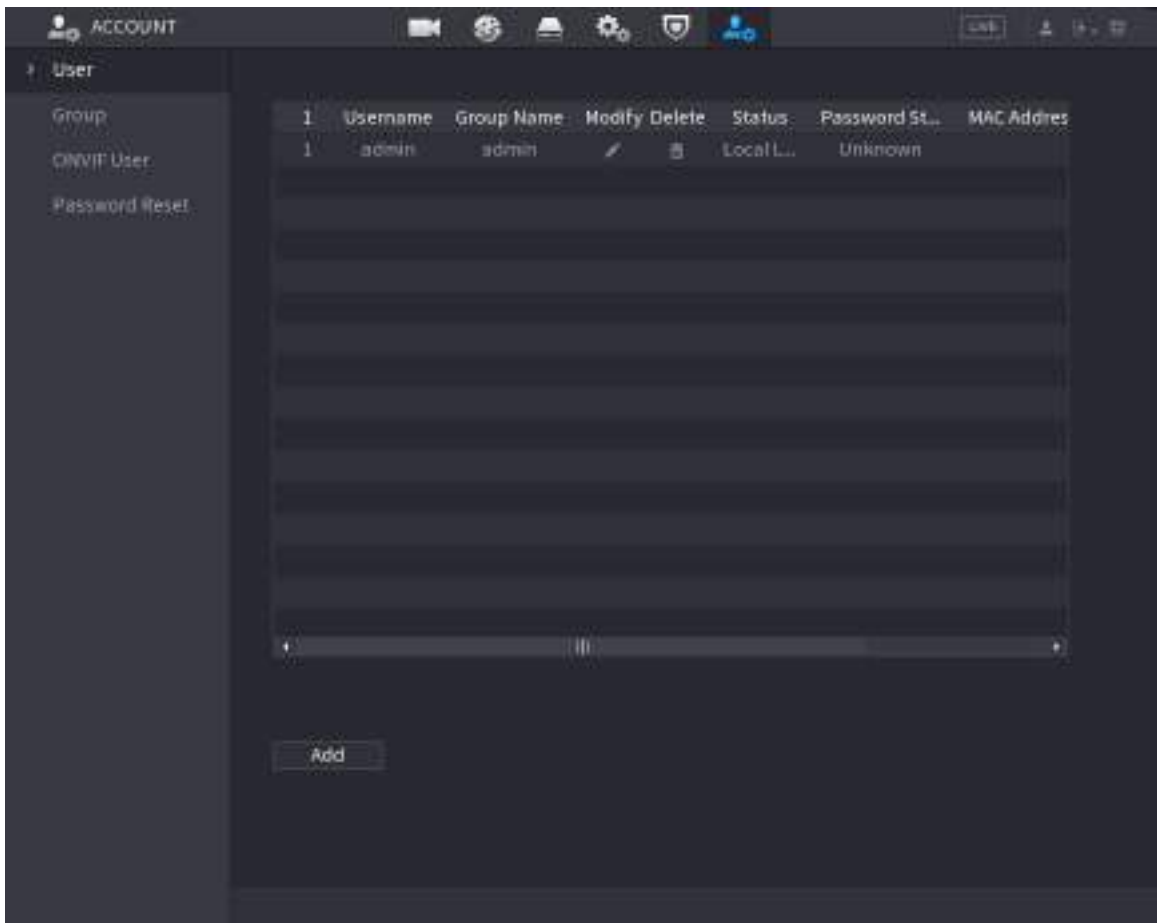 ACCOUNT LIVE
User
Group
ONVIF User
Password Reset
1 Username Group Name Modify Delete Status Password St... MAC Addres
1 admin admin Local L... Unknown
Add